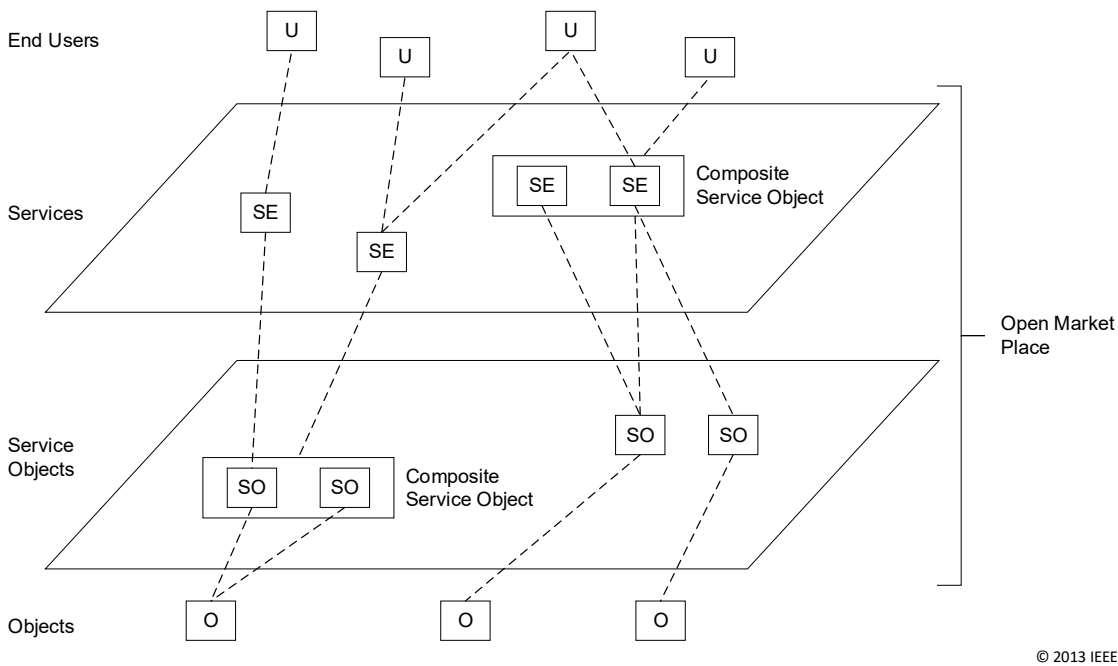 End Users
U
U
U
U
Services
SE
SE
SE
SE
Composite
Service Object
Open Market
Place
Service
Objects
SO
SO
SO
SO
Composite
Service Object
Objects
O
O
O
© 2013 IEEE